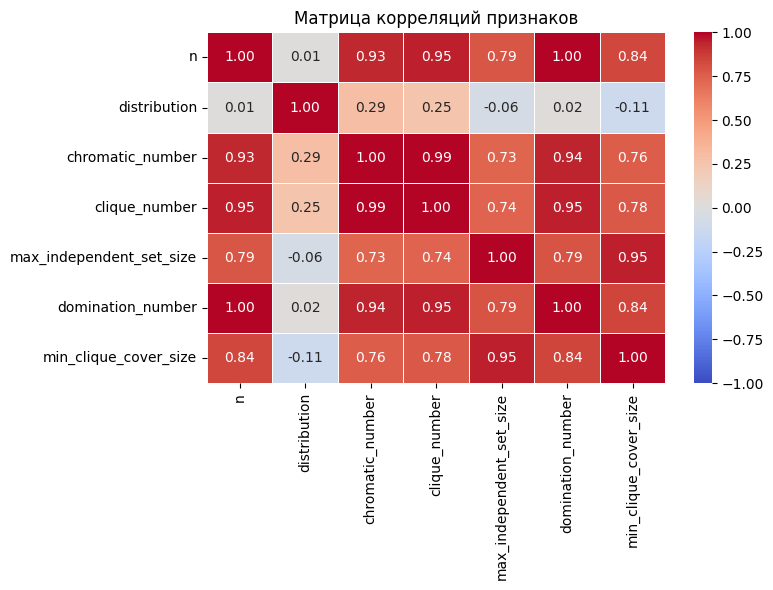 Матрица корреляций признаков
n 1.00 0.01 0.93 0.95 0.79 1.00 0.84
distribution 0.01 1.00 0.29 0.25 -0.06 0.02 -0.11
chromatic_number 0.93 0.29 1.00 0.99 0.73 0.94 0.76
clique_number 0.95 0.25 0.99 1.00 0.74 0.95 0.78
max_independent_set_size 0.79 -0.06 0.73 0.74 1.00 0.79 0.95
domination_number 1.00 0.02 0.94 0.95 0.79 1.00 0.84
min_clique_cover_size 0.84 -0.11 0.76 0.78 0.95 0.84 1.00
n
distribution
chromatic_number
clique_number
max_independent_set_size
domination_number
min_clique_cover_size
1.00
0.75
0.50
0.25
0.00
−0.25
−0.50
−0.75
−1.00